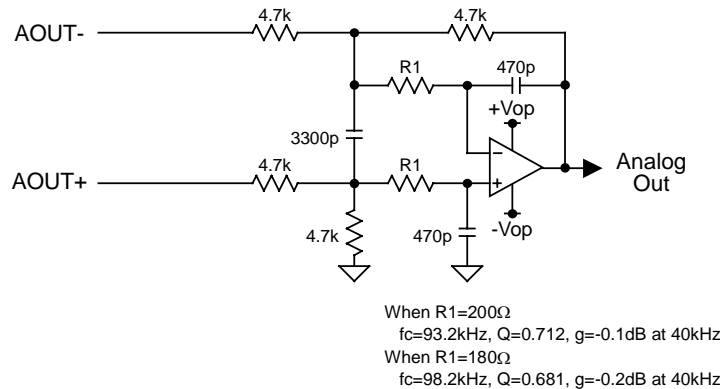 4.7k
4.7k
AOUT-
R1
470p
+Vop
3300p
4.7k
R1
Analog
Out
AOUT+
4.7k
470p
-Vop
When R1=200Ω
fc=93.2kHz, Q=0.712, g=-0.1dB at 40kHz
When R1=180Ω
fc=98.2kHz, Q=0.681, g=-0.2dB at 40kHz